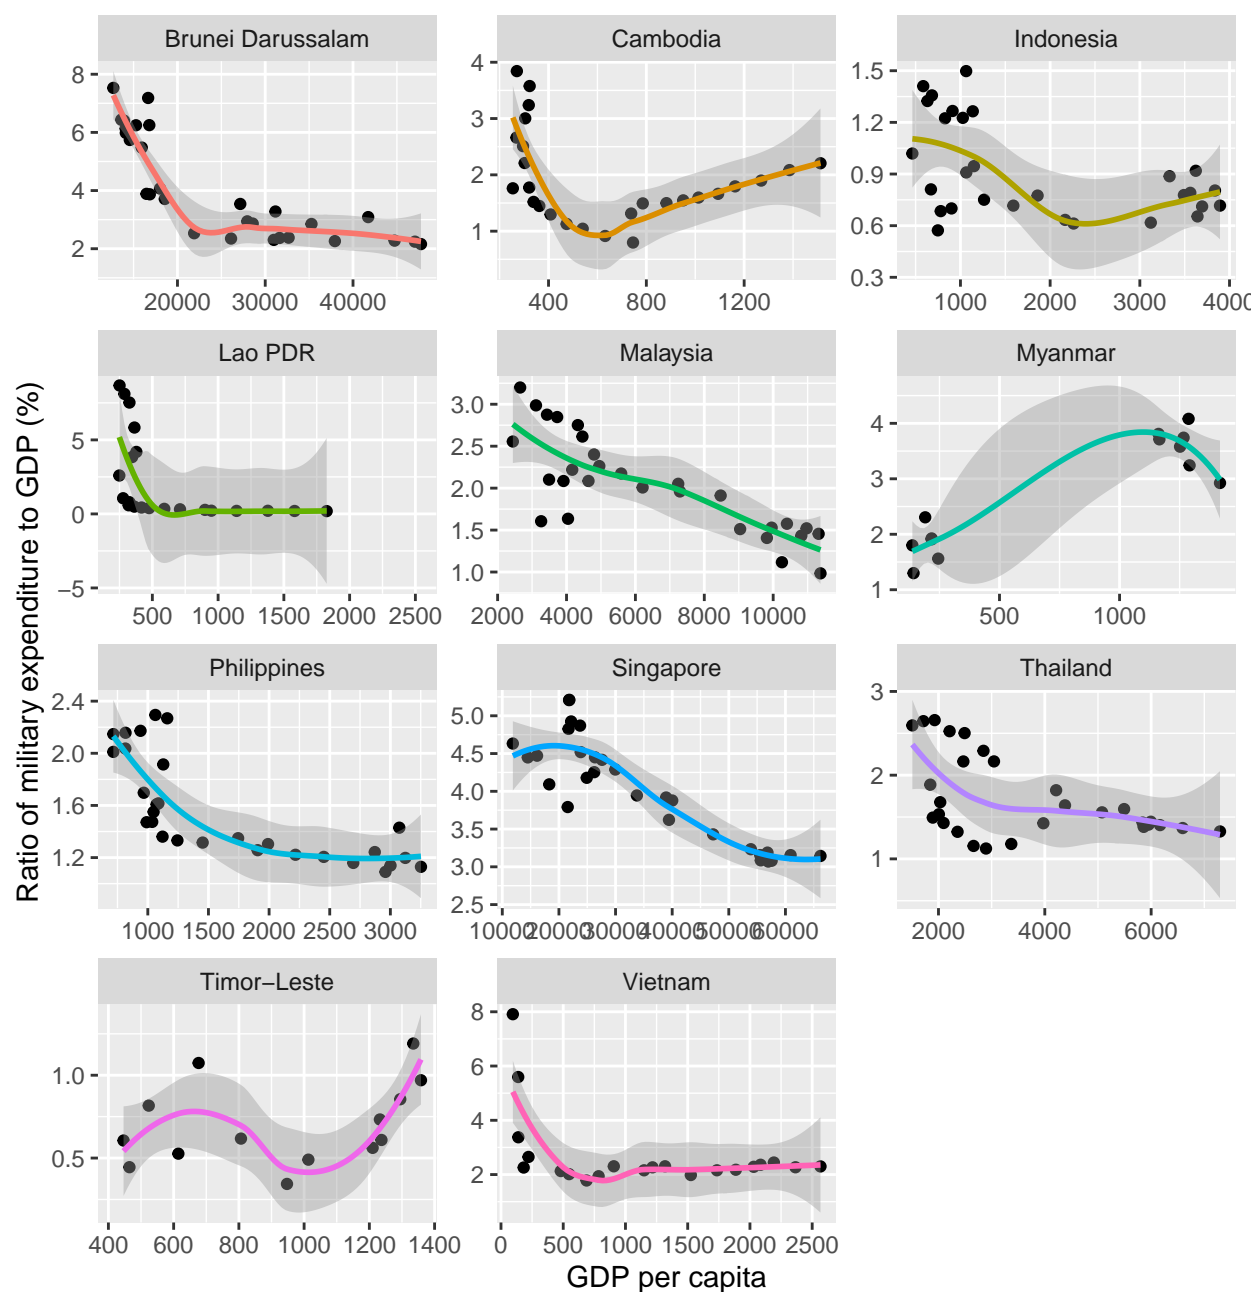 Brunei Darussalam
Cambodia
Indonesia
8
6
4
2
20000 30000 40000
4
3
2
1
400 800 1200
1.5
1.2
0.9
0.6
0.3
1000 2000 3000 4000
Lao PDR
Malaysia
Myanmar
5
0
−5
500 1000 1500 2000 2500
3.0
2.5
2.0
1.5
1.0
2000 4000 6000 8000 10000
4
3
2
1
500 1000
Philippines
Singapore
Thailand
2.4
2.0
1.6
1.2
1000 1500 2000 2500 3000
5.0
4.5
4.0
3.5
3.0
2.5
10000 20000 30000 40000 50000 60000
3
2
1
2000 4000 6000
Timor−Leste
Vietnam
1.0
0.5
400 600 800 1000 1200 1400
8
6
4
2
0 500 1000 1500 2000 2500
GDP per capita
Ratio of military expenditure to GDP (%)